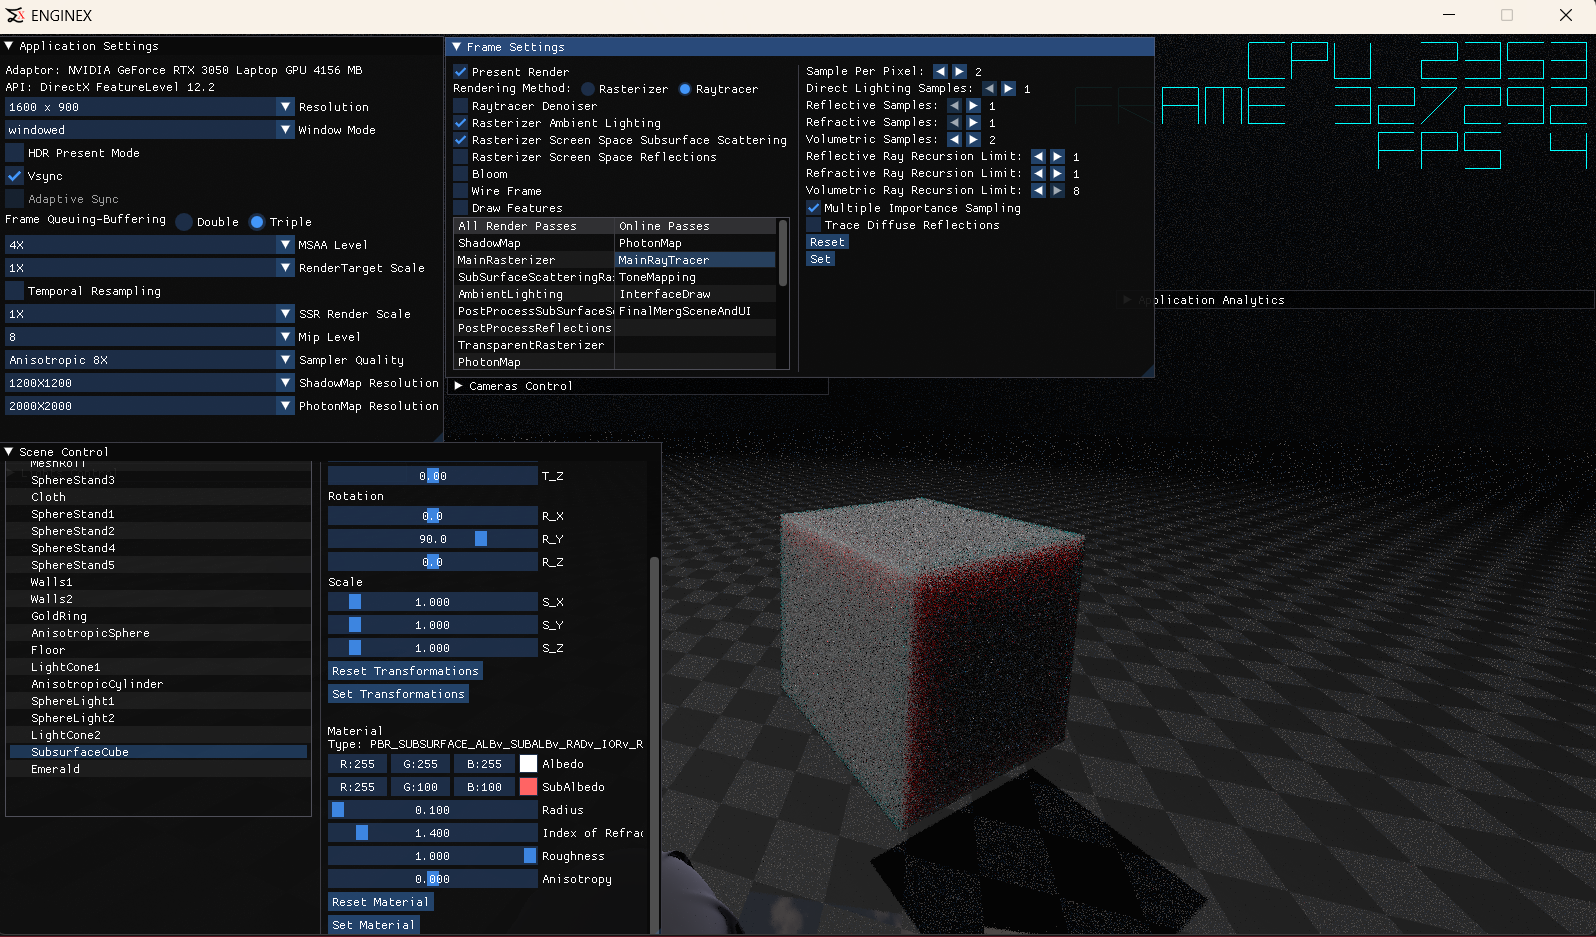 ENGINEX
Application Settings
Adaptor: NVIDIA GeForce RTX 3050 Laptop GPU 4156 MB
API: DirectX FeatureLevel 12.2
1600 x 900 Resolution
windowed Window Mode
HDR Present Mode
Vsync
Adaptive Sync
Frame Queuing-Buffering Double Triple
4X MSAA Level
1X RenderTarget Scale
Temporal Resampling
1X SSR Render Scale
8 Mip Level
Anisotropic 8X Sampler Quality
1200X1200 ShadowMap Resolution
2000X2000 PhotonMap Resolution
Frame Settings
Present Render
Rendering Method: Rasterizer Raytracer
Raytracer Denoiser
Rasterizer Ambient Lighting
Rasterizer Screen Space Subsurface Scattering
Rasterizer Screen Space Reflections
Bloom
Wire Frame
Draw Features
All Render Passes Online Passes
ShadowMap PhotonMap
MainRasterizer MainRayTracer
SubSurfaceScatteringRa ToneMapping
AmbientLighting InterfaceDraw
PostProcessSubSurfaceS FinalMergSceneAndUI
PostProcessReflections
TransparentRasterizer
PhotonMap
Sample Per Pixel: 2
Direct Lighting Samples: 1
Reflective Samples: 1
Refractive Samples: 1
Volumetric Samples: 2
Reflective Ray Recursion Limit: 1
Refractive Ray Recursion Limit: 1
Volumetric Ray Recursion Limit: 8
Multiple Importance Sampling
Trace Diffuse Reflections
Reset
Set
CPU 2353
FRAME 327292
FPS 4
Application Analytics
Cameras Control
Scene Control
MeshRoll
SphereStand3
Cloth
SphereStand1
SphereStand2
SphereStand4
SphereStand5
Walls1
Walls2
GoldRing
AnisotropicSphere
Floor
LightCone1
AnisotropicCylinder
SphereLight1
SphereLight2
LightCone2
SubsurfaceCube
Emerald
0.00 T_Z
Rotation
0.0 R_X
90.0 R_Y
0.0 R_Z
Scale
1.000 S_X
1.000 S_Y
1.000 S_Z
Reset Transformations
Set Transformations
Material
Type: PBR_SUBSURFACE_ALBv_SUBALBv_RADv_IORv_R
R:255 G:255 B:255 Albedo
R:255 G:100 B:100 SubAlbedo
0.100 Radius
1.400 Index of Refrac
1.000 Roughness
0.000 Anisotropy
Reset Material
Set Material